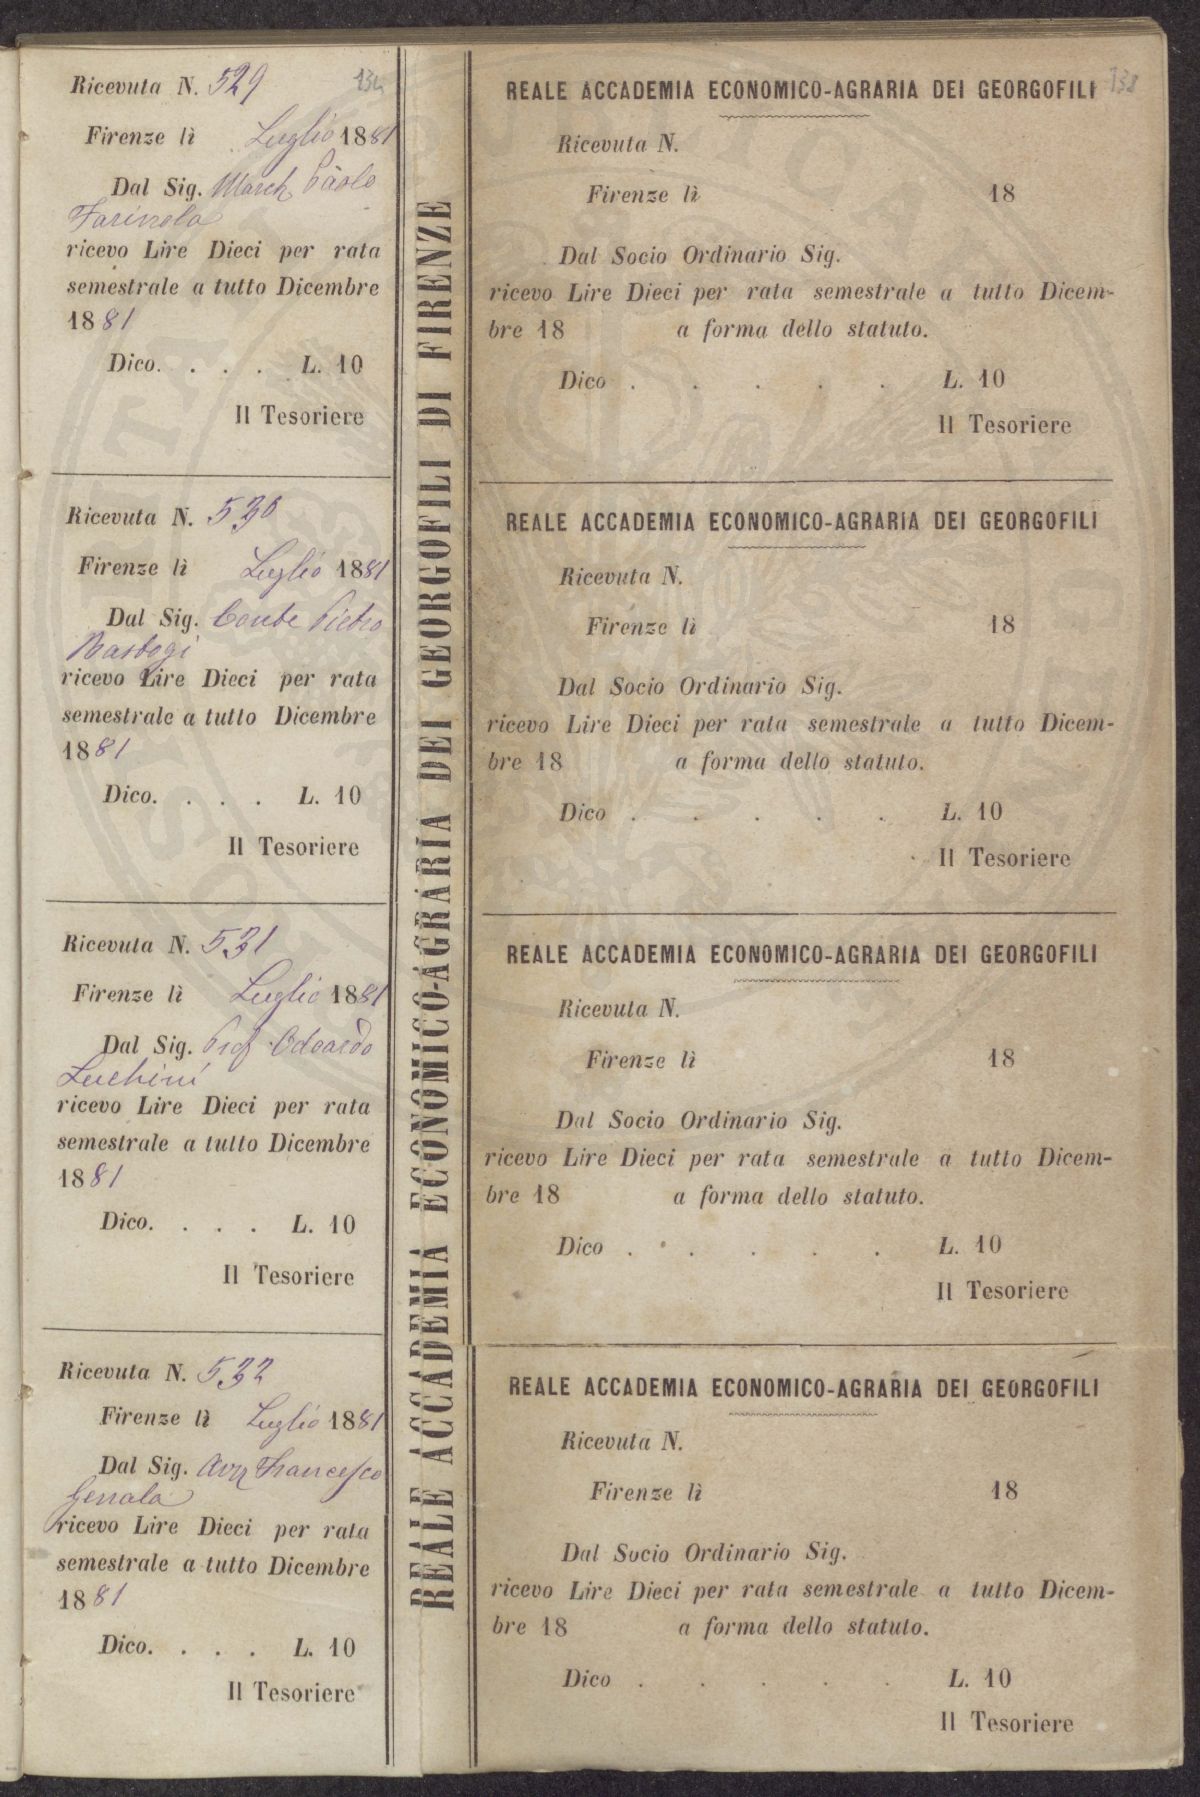 Ricevuta N. 529 134
Firenze lì Luglio 1881
Dal Sig. March. Paolo
Farinola
ricevo Lire Dieci per rata
semestrale a tutto Dicembre
1881
Dico. . . . L. 10
Il Tesoriere
Ricevuta N. 530
Firenze lì Luglio 1881
Dal Sig. Conte Pietro
Bastogi
ricevo Lire Dieci per rata
semestrale a tutto Dicembre
1881
Dico. . . . L. 10
Il Tesoriere
Ricevuta N. 531
Firenze lì Luglio 1881
Dal Sig. Prof. Odoardo
Luchini
ricevo Lire Dieci per rata
semestrale a tutto Dicembre
1881
Dico. . . . L. 10
Il Tesoriere
Ricevuta N. 532
Firenze lì Luglio 1881
Dal Sig. Avv Francesco
Genala
ricevo Lire Dieci per rata
semestrale a tutto Dicembre
1881
Dico. . . . L. 10
Il Tesoriere
REALE ACCADEMIA ECONOMICO-AGRARIA DEI GEORGOFILI DI FIRENZE
REALE ACCADEMIA ECONOMICO-AGRARIA DEI GEORGOFILI 138
Ricevuta N.
Firenze lì 18
Dal Socio Ordinario Sig.
ricevo Lire Dieci per rata semestrale a tutto Dicem-
bre 18 a forma dello statuto.
Dico . . . . . L. 10
Il Tesoriere
REALE ACCADEMIA ECONOMICO-AGRARIA DEI GEORGOFILI
Ricevuta N.
Firenze lì 18
Dal Socio Ordinario Sig.
ricevo Lire Dieci per rata semestrale a tutto Dicem-
bre 18 a forma dello statuto.
Dico . . . . . L. 10
Il Tesoriere
REALE ACCADEMIA ECONOMICO-AGRARIA DEI GEORGOFILI
Ricevuta N.
Firenze lì 18
Dal Socio Ordinario Sig.
ricevo Lire Dieci per rata semestrale a tutto Dicem-
bre 18 a forma dello statuto.
Dico . . . . . L. 10
Il Tesoriere
REALE ACCADEMIA ECONOMICO-AGRARIA DEI GEORGOFILI
Ricevuta N.
Firenze lì 18
Dal Socio Ordinario Sig.
ricevo Lire Dieci per rata semestrale a tutto Dicem-
bre 18 a forma dello statuto.
Dico . . . . . L. 10
Il Tesoriere